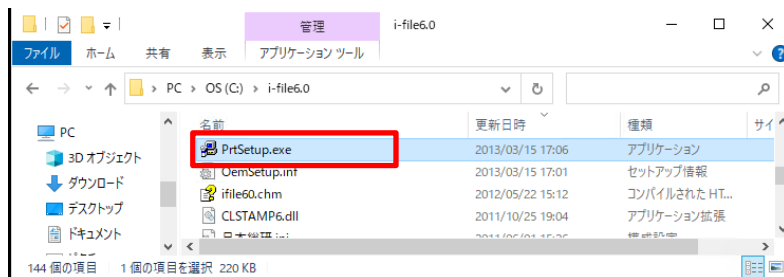 管理
i-file6.0
ファイル ホーム 共有 表示 アプリケーション ツール
PC › OS (C:) › i-file6.0
名前 更新日時 種類 サイ
PC
3D オブジェクト
ダウンロード
デスクトップ
ドキュメント
PrtSetup.exe 2013/03/15 17:06 アプリケーション
OemSetup.inf 2013/03/15 17:01 セットアップ情報
ifile60.chm 2012/05/22 15:12 コンパイルされた HT...
CLSTAMP6.dll 2011/10/25 19:04 アプリケーション拡張
144 個の項目 1 個の項目を選択 220 KB